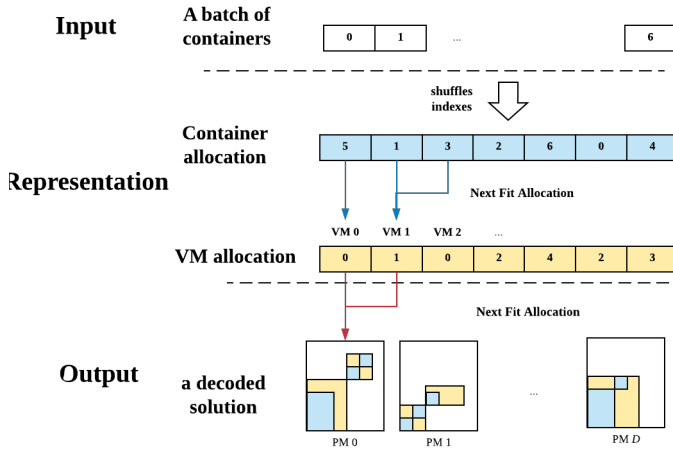 Input
A batch of
containers
0 1 ... 6
shuffles
indexes
Representation
Container
allocation
5 1 3 2 6 0 4
Next Fit Allocation
VM 0 VM 1 VM 2 ...
VM allocation
0 1 0 2 4 2 3
Next Fit Allocation
Output
a decoded
solution
...
PM 0 PM 1 PM D